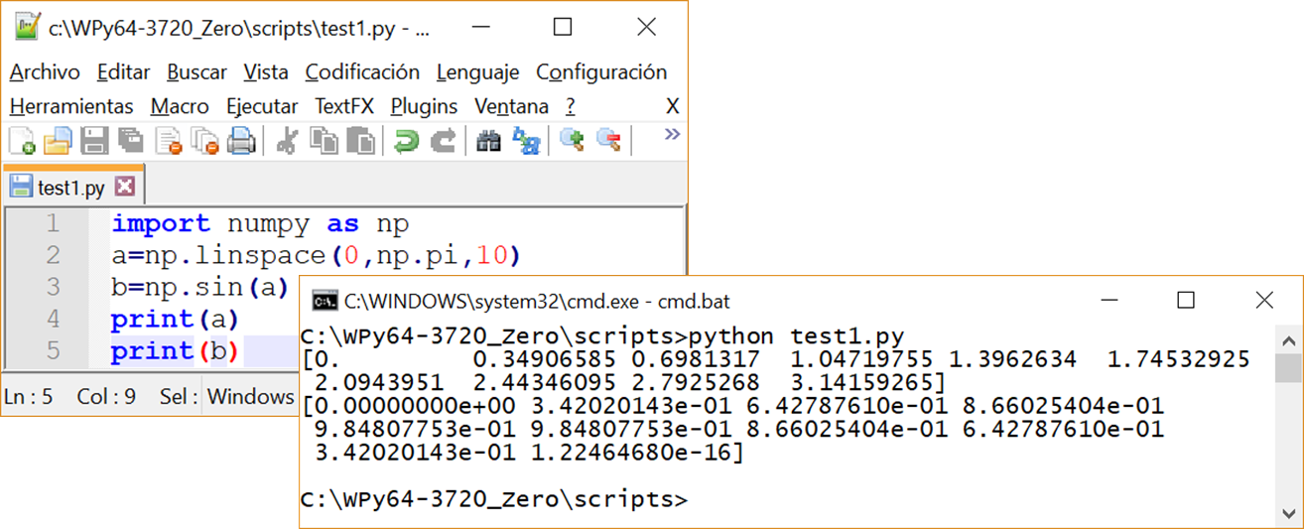 c:\WPy64-3720_Zero\scripts\test1.py - ...
Archivo Editar Buscar Vista Codificación Lenguaje Configuración
Herramientas Macro Ejecutar TextFX Plugins Ventana ? X
»
test1.py
1 import numpy as np
2 a=np.linspace(0,np.pi,10)
3 b=np.sin(a)
4 print(a)
5 print(b)
Ln : 5 Col : 9 Sel : Windows
C:\WINDOWS\system32\cmd.exe - cmd.bat
C:\WPy64-3720_Zero\scripts>python test1.py
[0. 0.34906585 0.6981317 1.04719755 1.3962634 1.74532925
2.0943951 2.44346095 2.7925268 3.14159265]
[0.00000000e+00 3.42020143e-01 6.42787610e-01 8.66025404e-01
9.84807753e-01 9.84807753e-01 8.66025404e-01 6.42787610e-01
3.42020143e-01 1.22464680e-16]
C:\WPy64-3720_Zero\scripts>